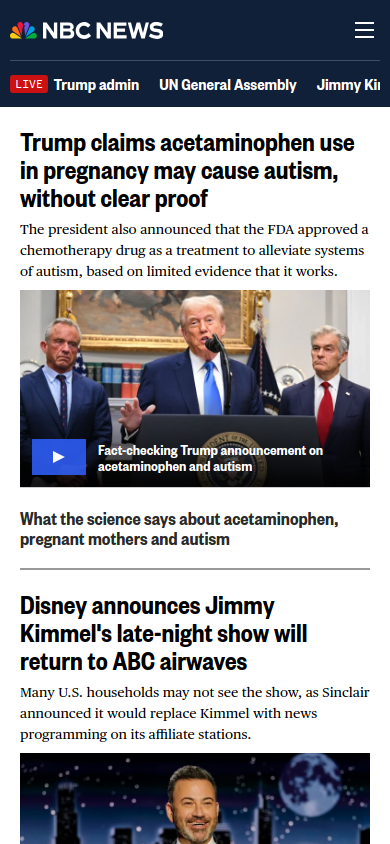 NBC NEWS
LIVE Trump admin UN General Assembly Jimmy
Trump claims acetaminophen use
in pregnancy may cause autism,
without clear proof
The president also announced that the FDA approved a
chemotherapy drug as a treatment to alleviate systems
of autism, based on limited evidence that it works.
Fact-checking Trump announcement on
acetaminophen and autism
What the science says about acetaminophen,
pregnant mothers and autism
Disney announces Jimmy
Kimmel's late-night show will
return to ABC airwaves
Many U.S. households may not see the show, as Sinclair
announced it would replace Kimmel with news
programming on its affiliate stations.